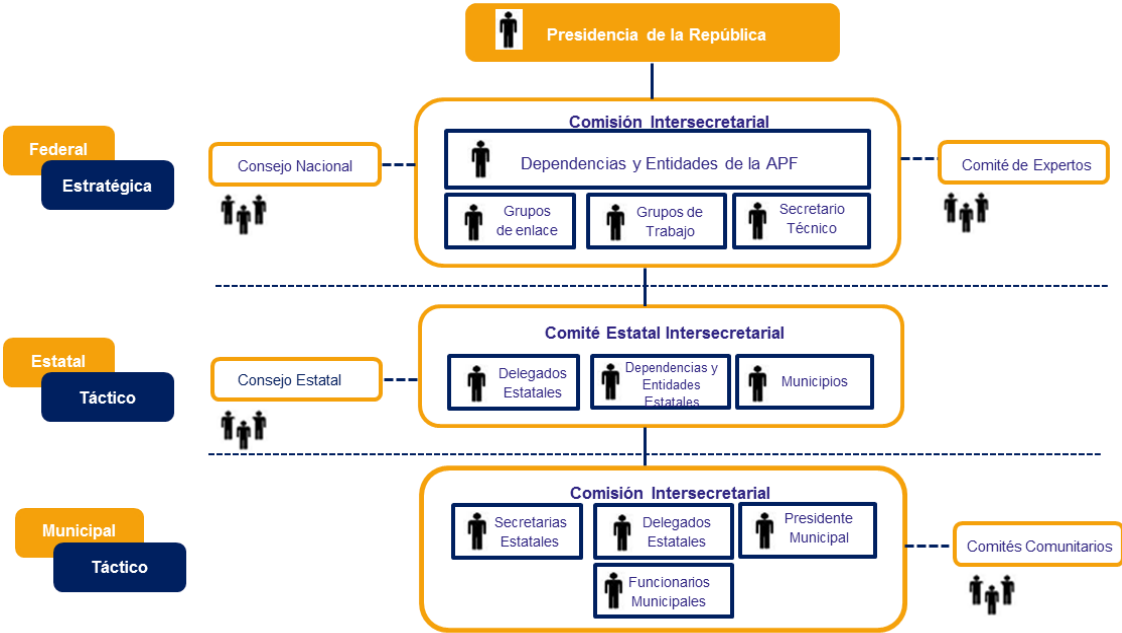 Presidencia de la República
Federal
Estratégica
Consejo Nacional
Comisión Intersecretarial
Dependencias y Entidades de la APF
Grupos
de enlace
Grupos de
Trabajo
Secretario
Técnico
Comité de Expertos
Estatal
Táctico
Consejo Estatal
Comité Estatal Intersecretarial
Delegados
Estatales
Dependencias y
Entidades
Estatales
Municipios
Municipal
Táctico
Comisión Intersecretarial
Secretarias
Estatales
Delegados
Estatales
Presidente
Municipal
Funcionarios
Municipales
Comités Comunitarios